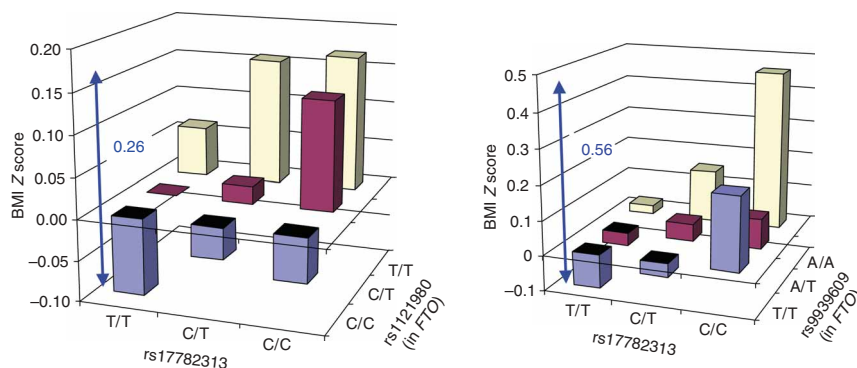 0.20
0.15
0.10
0.05
0.00
−0.05
−0.10
BMI Z score
0.26
T/T
C/T
C/C
rs17782313
T/T
C/T
C/C
rs1121980
(in FTO)
0.5
0.4
0.3
0.2
0.1
0
−0.1
BMI Z score
0.56
T/T
C/T
C/C
rs17782313
A/A
A/T
T/T
rs9939609
(in FTO)